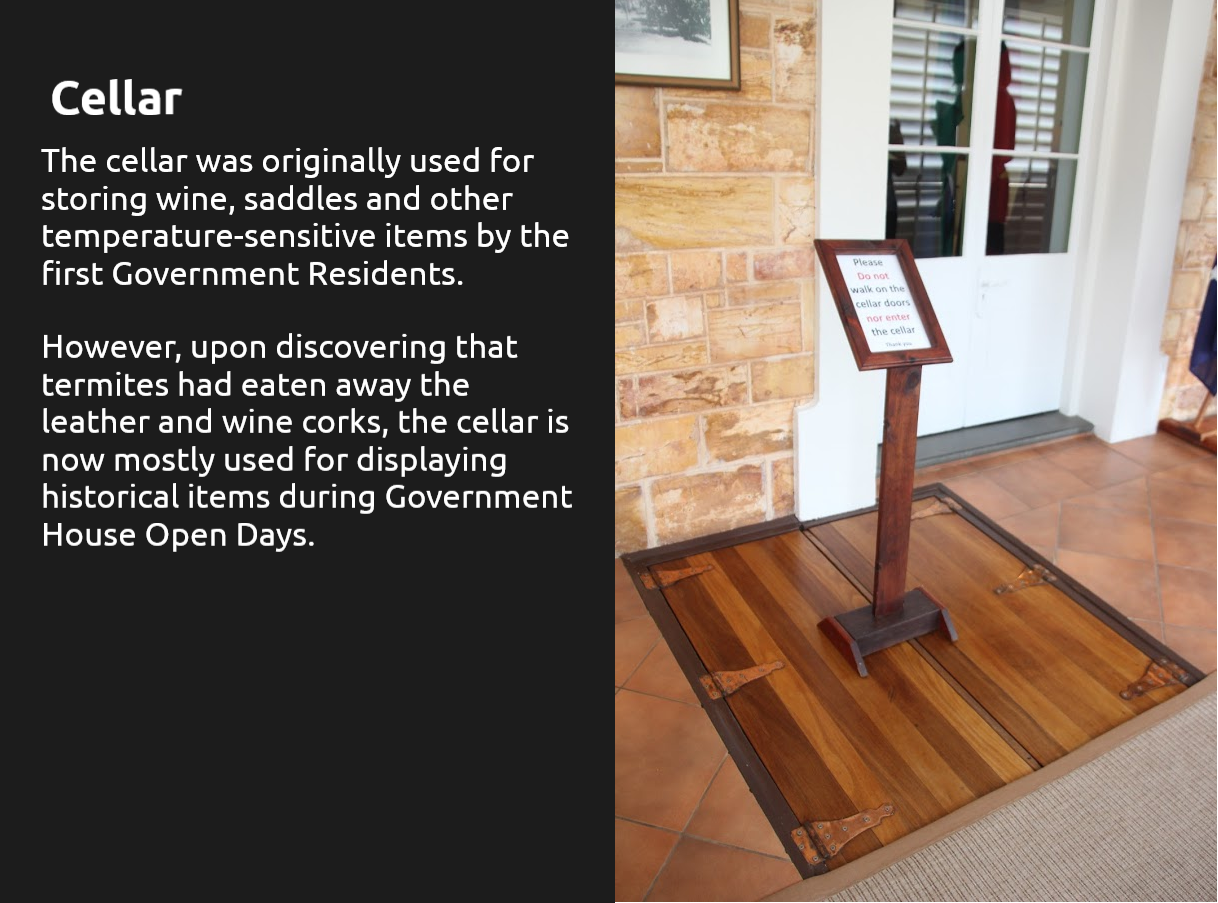 Cellar
The cellar was originally used for
storing wine, saddles and other
temperature-sensitive items by the
first Government Residents.
However, upon discovering that
termites had eaten away the
leather and wine corks, the cellar is
now mostly used for displaying
historical items during Government
House Open Days.
Please
Do not
walk on the
cellar doors
nor enter
the cellar
Thank you